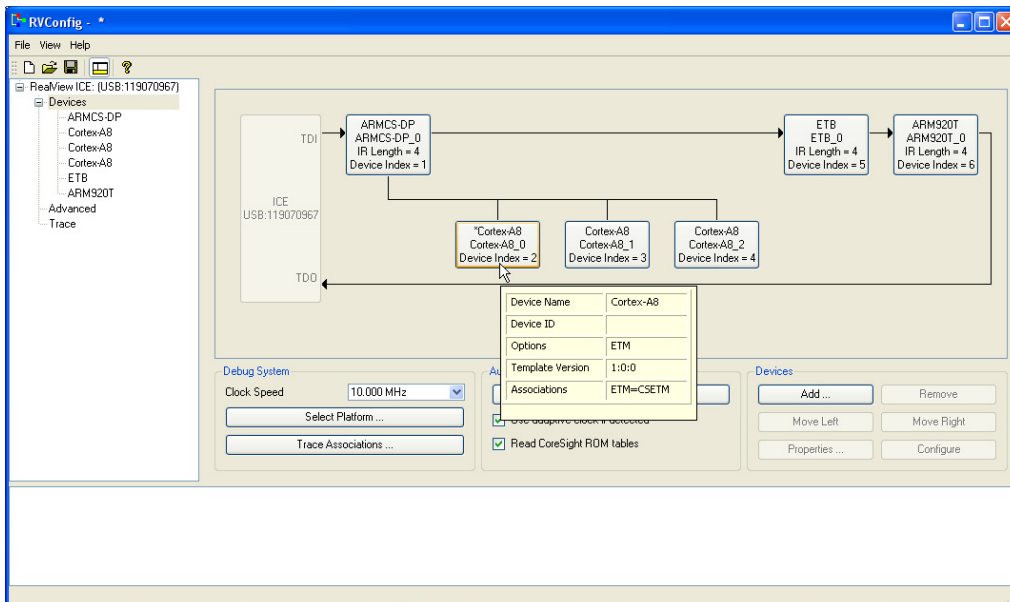 RVConfig - *
File View Help
RealView ICE: (USB:119070967)
Devices
ARMCS-DP
Cortex-A8
Cortex-A8
Cortex-A8
ETB
ARM920T
Advanced
Trace
ICE
USB:119070967
TDI
TDO
ARMCS-DP
ARMCS-DP_0
IR Length = 4
Device Index = 1
ETB
ETB_0
IR Length = 4
Device Index = 5
ARM920T
ARM920T_0
IR Length = 4
Device Index = 6
"Cortex-A8
Cortex-A8_0
Device Index = 2
Cortex-A8
Cortex-A8_1
Device Index = 3
Cortex-A8
Cortex-A8_2
Device Index = 4
Device Name Cortex-A8
Device ID
Options ETM
Template Version 1:0:0
Associations ETM=CSETM
Debug System
Clock Speed 10.000 MHz
Select Platform ...
Trace Associations ...
Use adaptive clock if detected
Read CoreSight ROM tables
Devices
Add ... Remove
Move Left Move Right
Properties ... Configure